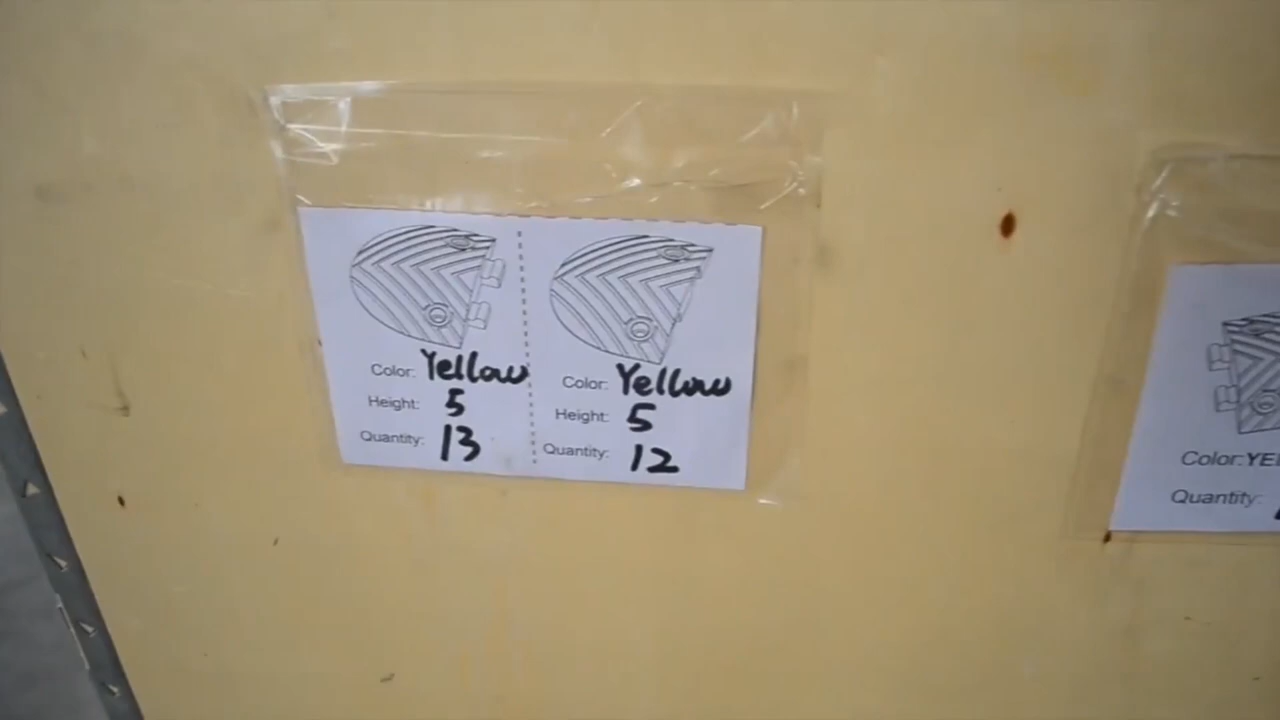 Color: Yellow
Height: 5
Quantity: 13
Color: Yellow
Height: 5
Quantity: 12
Color:
Quantity: